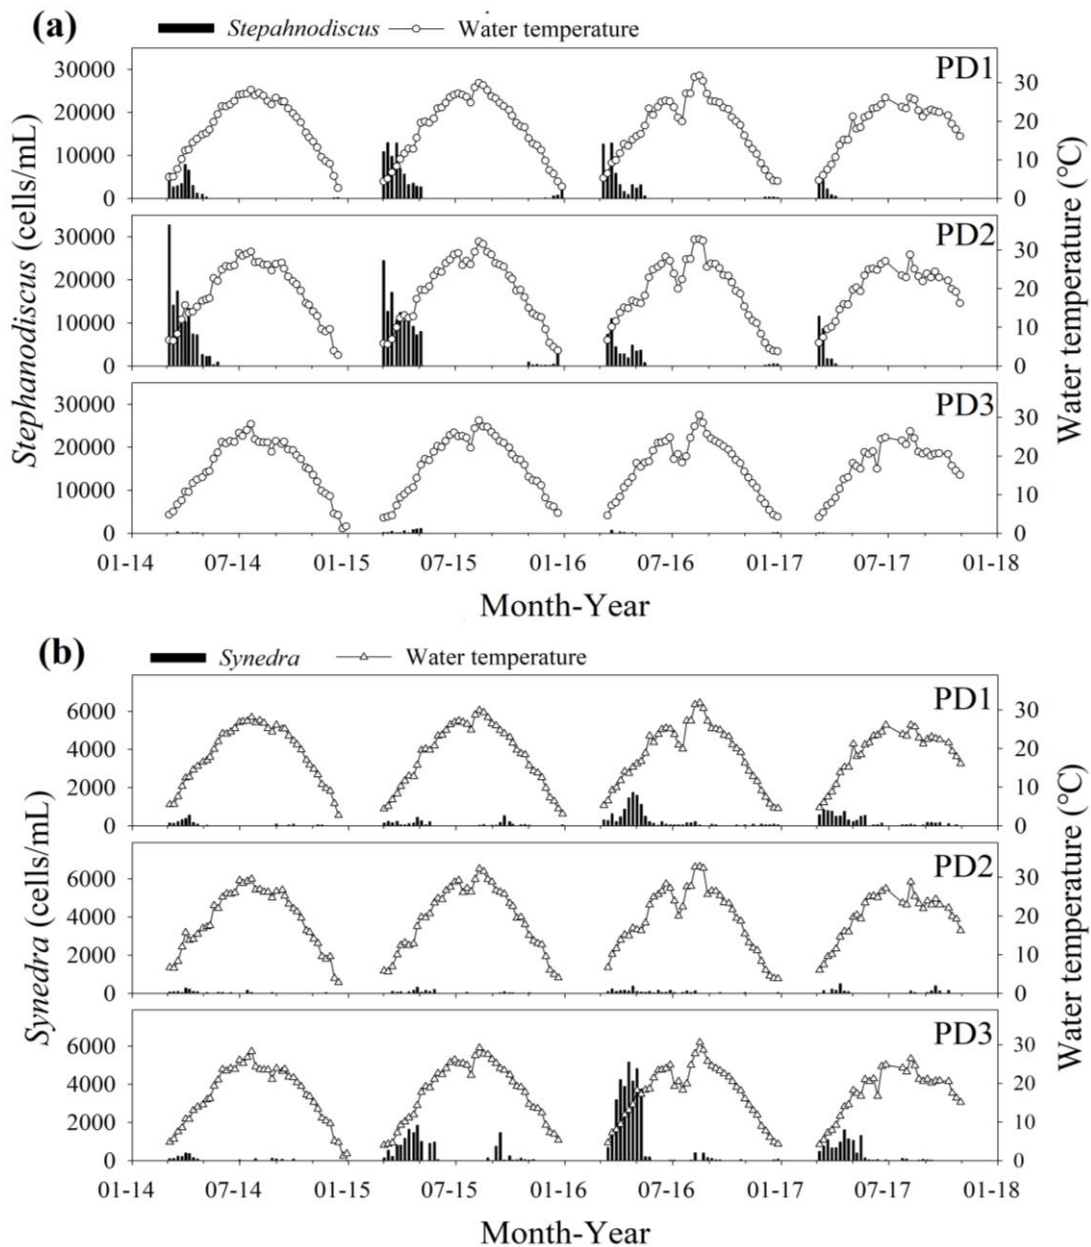 (a)
Stepahnodiscus Water temperature
PD1
30000
20000
10000
0
30
20
10
0
PD2
30000
20000
10000
0
30
20
10
0
PD3
30000
20000
10000
0
30
20
10
0
Stephanodiscus (cells/mL)
Water temperature (°C)
01-14 07-14 01-15 07-15 01-16 07-16 01-17 07-17 01-18
Month-Year
(b)
Synedra Water temperature
PD1
6000
4000
2000
0
30
20
10
0
PD2
6000
4000
2000
0
30
20
10
0
PD3
6000
4000
2000
0
30
20
10
0
Synedra (cells/mL)
Water temperature (°C)
01-14 07-14 01-15 07-15 01-16 07-16 01-17 07-17 01-18
Month-Year